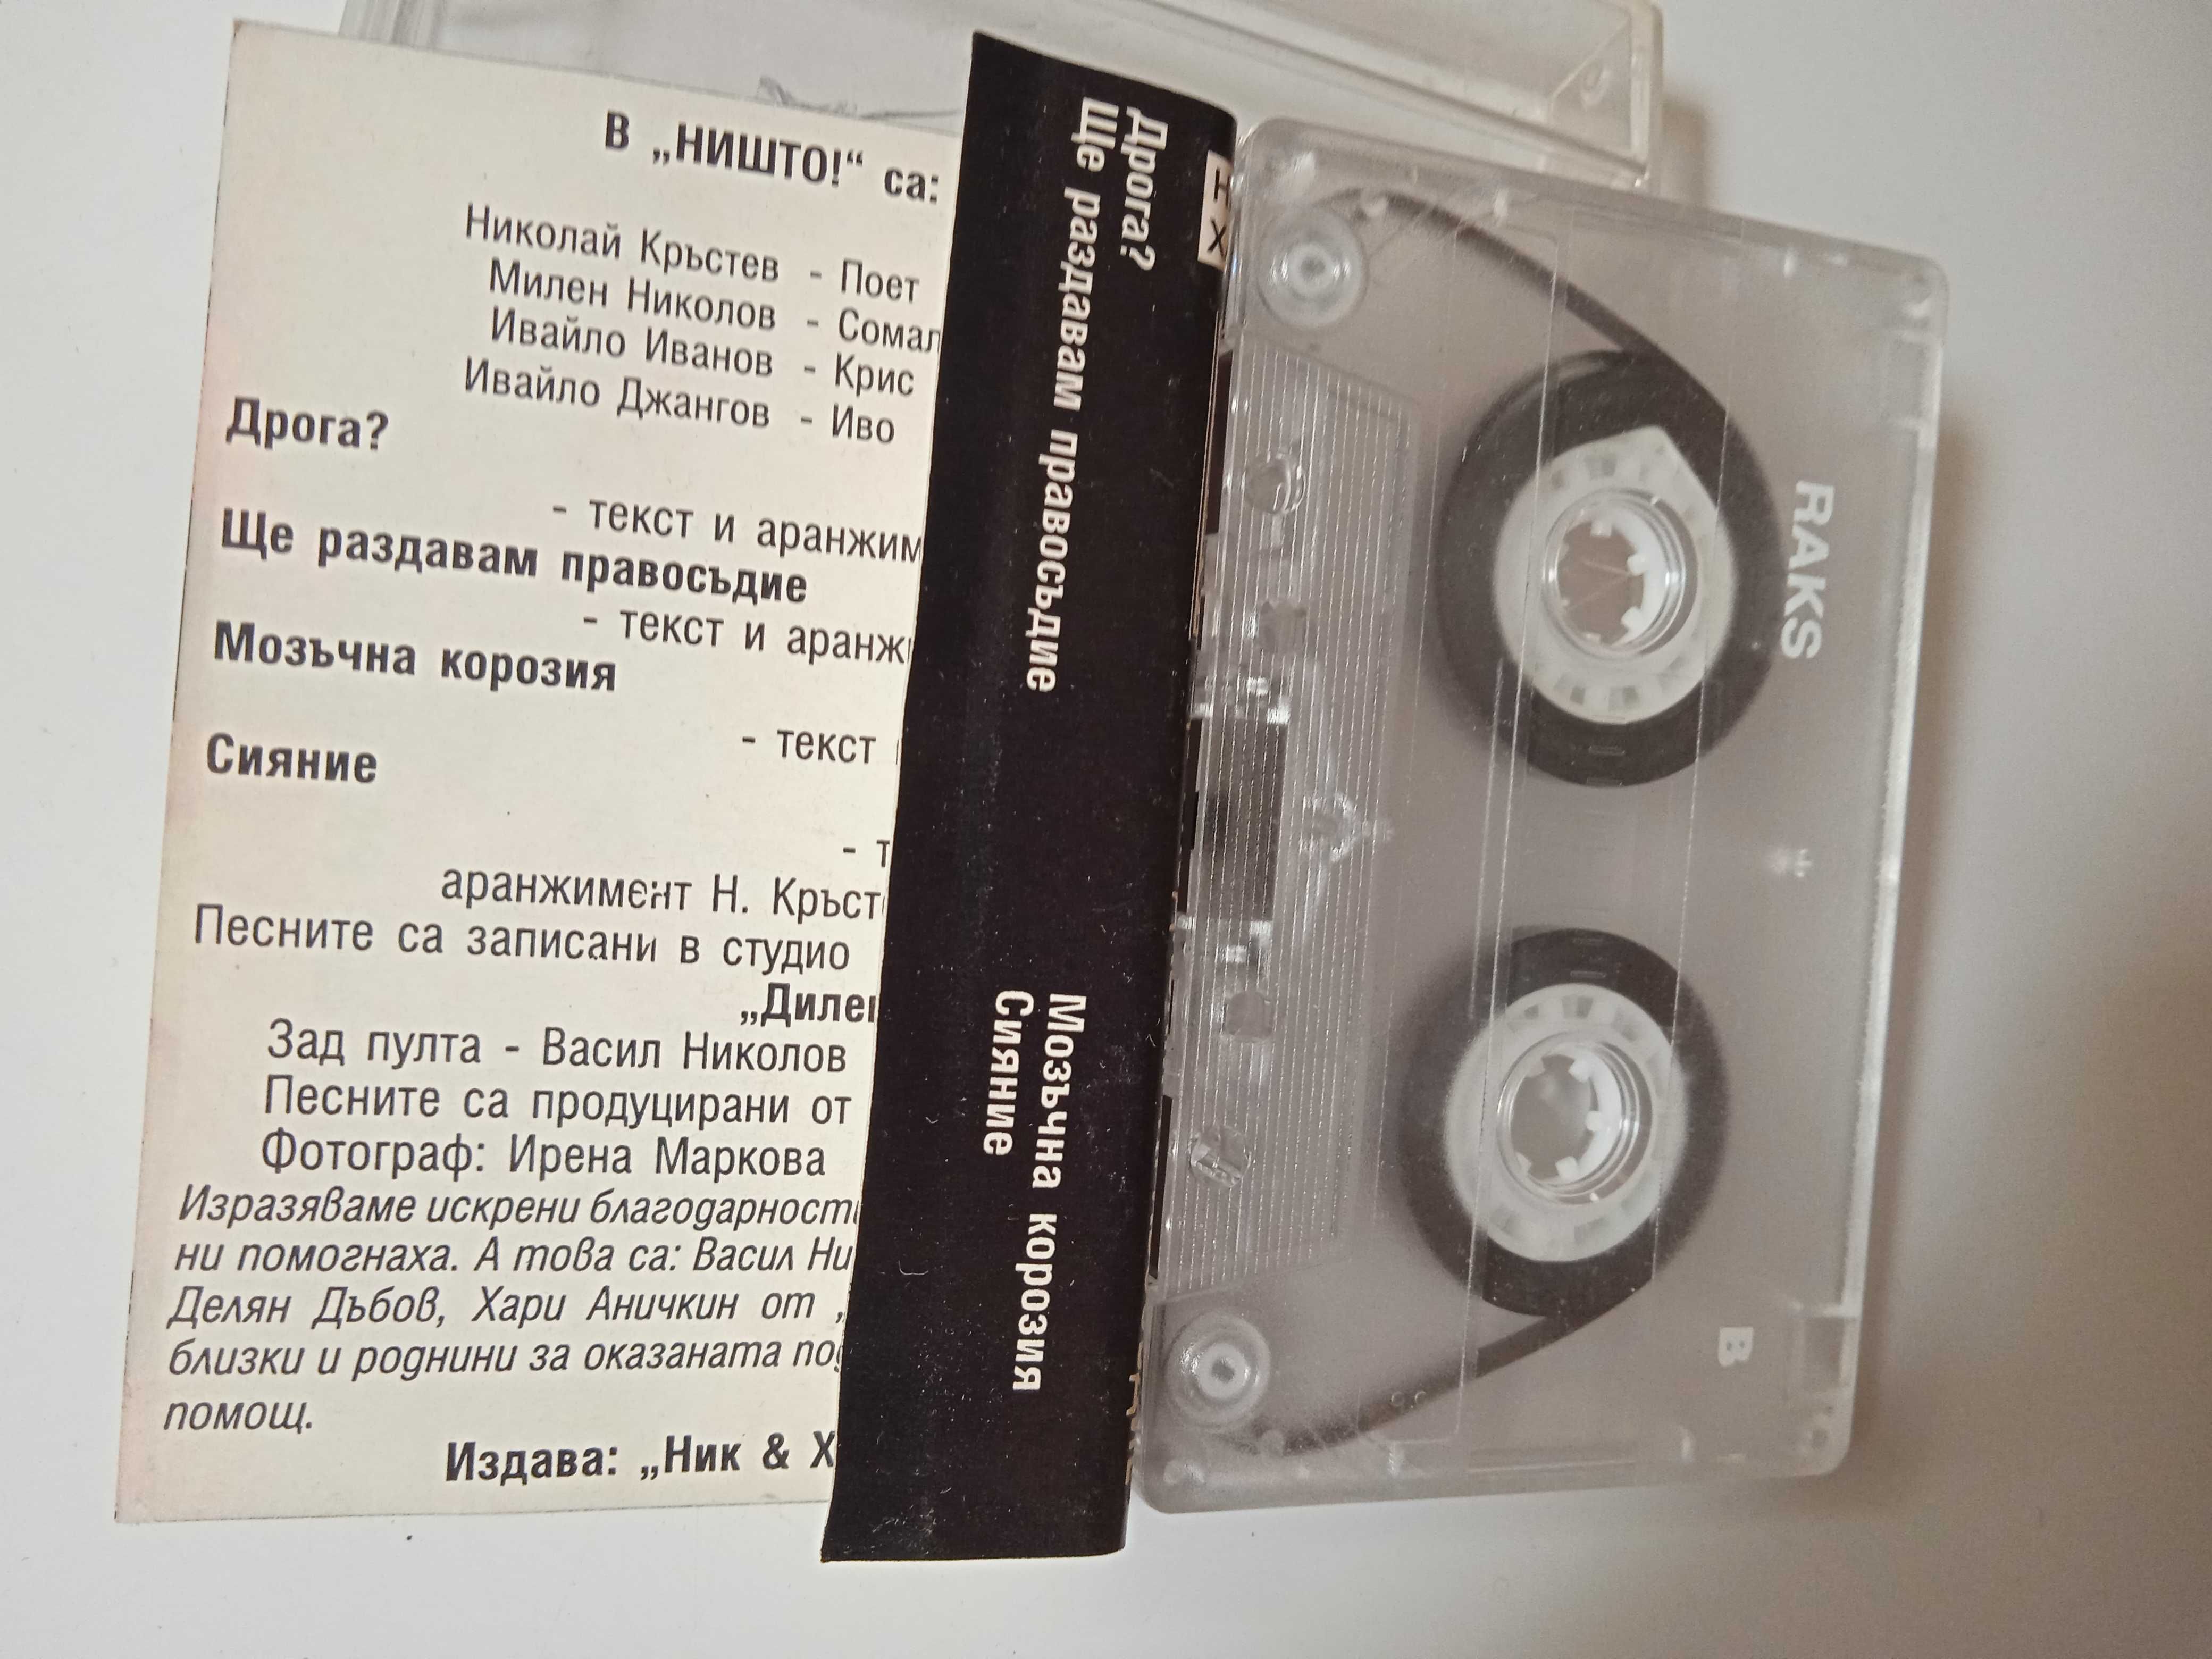 В „НИШТО!“ са:
Николай Кръстев - Поет
Милен Николов - Сомал
Ивайло Иванов - Крис
Ивайло Джангов - Иво
Дрога?
- текст и аранжим
Ще раздавам правосъдие
- текст и аранж
Мозъчна корозия
- текст
Сияние
- т
аранжимент Н. Кръст
Песните са записани в студио
„Диле
Зад пулта - Васил Николов
Песните са продуцирани от
Фотограф: Ирена Маркова
Изразяваме искрени благодарност
ни помогнаха. А това са: Васил Ни
Делян Дъбов, Хари Аничкин от „
близки и роднини за оказаната под
помощ.
Издава: „Ник & Х
Дрога?
Ще раздавам правосъдие
Мозъчна корозия
Сияние
Н
Х
RAKS
B